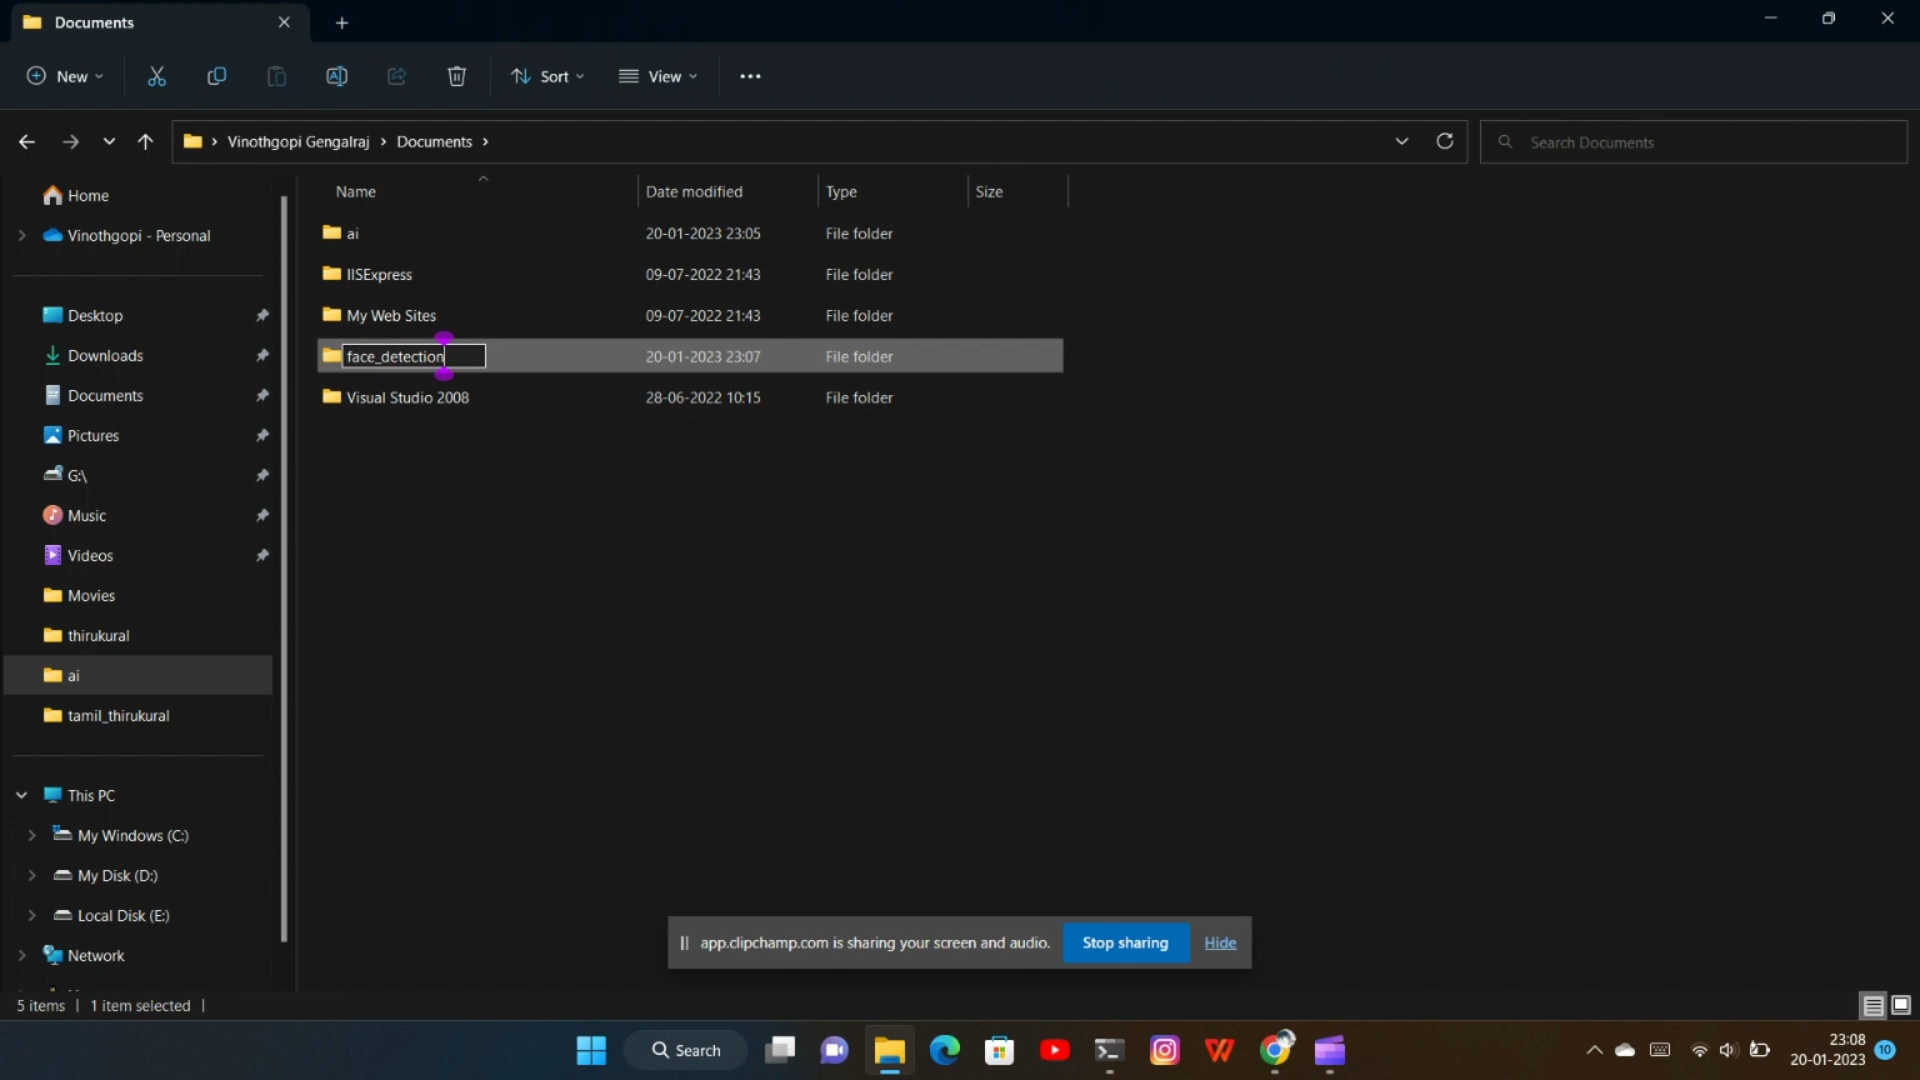 Documents
New
Sort
View
Vinothgopi Gengalraj
Documents
Search Documents
Home
Vinothgopi - Personal
Desktop
Downloads
Documents
Pictures
G:\
Music
Videos
Movies
thirukural
ai
tamil_thirukural
This PC
My Windows (C:)
My Disk (D:)
Local Disk (E:)
Network
Name Date modified Type Size
ai 20-01-2023 23:05 File folder
IISExpress 09-07-2022 21:43 File folder
My Web Sites 09-07-2022 21:43 File folder
face_detection 20-01-2023 23:07 File folder
Visual Studio 2008 28-06-2022 10:15 File folder
app.clipchamp.com is sharing your screen and audio. Stop sharing Hide
5 items 1 item selected
Search
23:08
20-01-2023
10